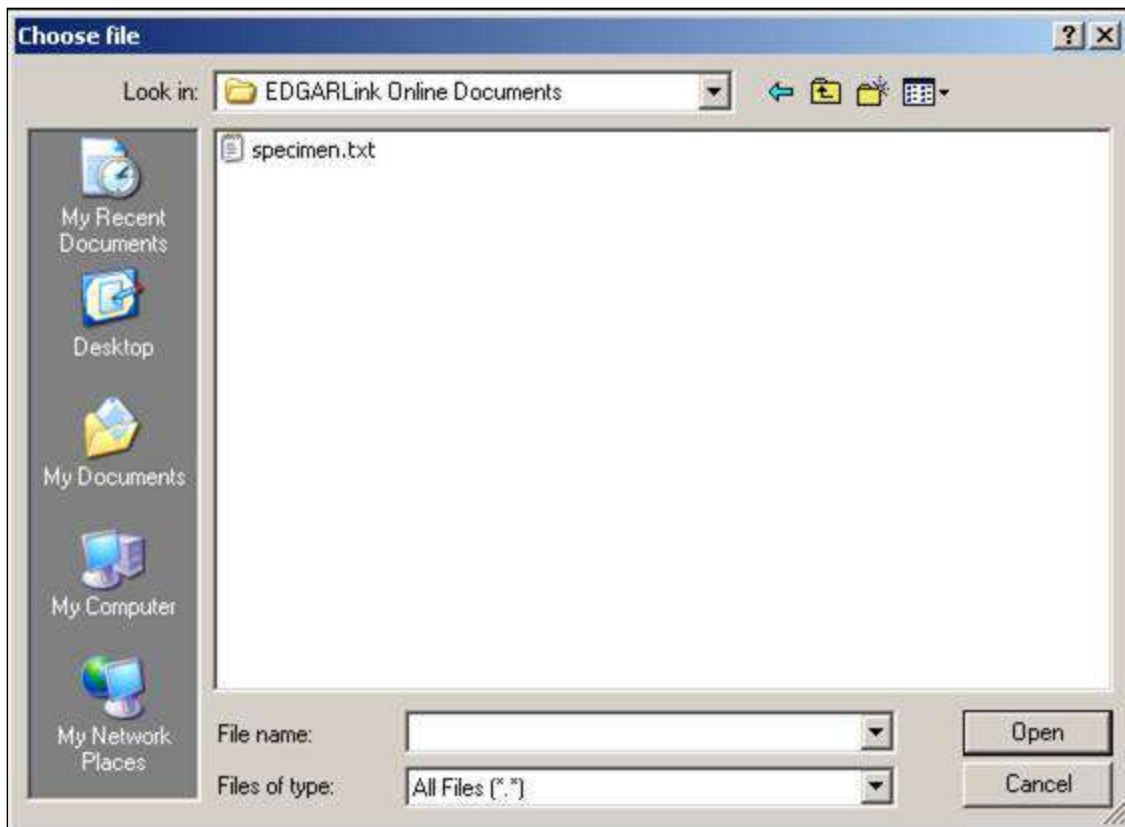 Choose file
Look in:
EDGARLink Online Documents
specimen.txt
My Recent
Documents
Desktop
My Documents
My Computer
My Network
Places
File name:
Open
Files of type:
All Files (*.*)
Cancel